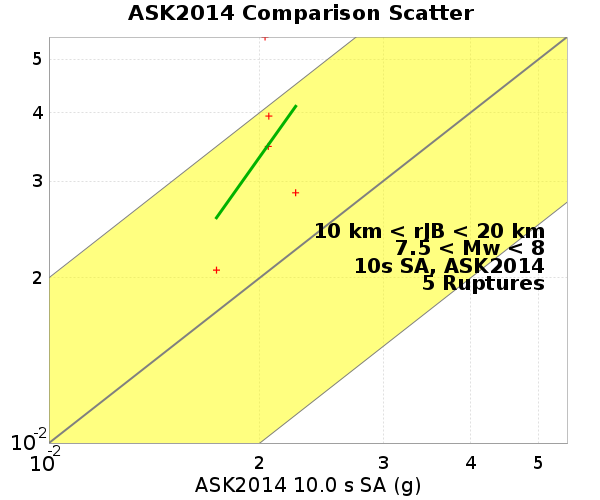 ASK2014 Comparison Scatter
5
4
3
2
10 km < rJB < 20 km
7.5 < Mw < 8
10s SA, ASK2014
5 Ruptures
10-2
10-2 2 3 4 5
ASK2014 10.0 s SA (g)